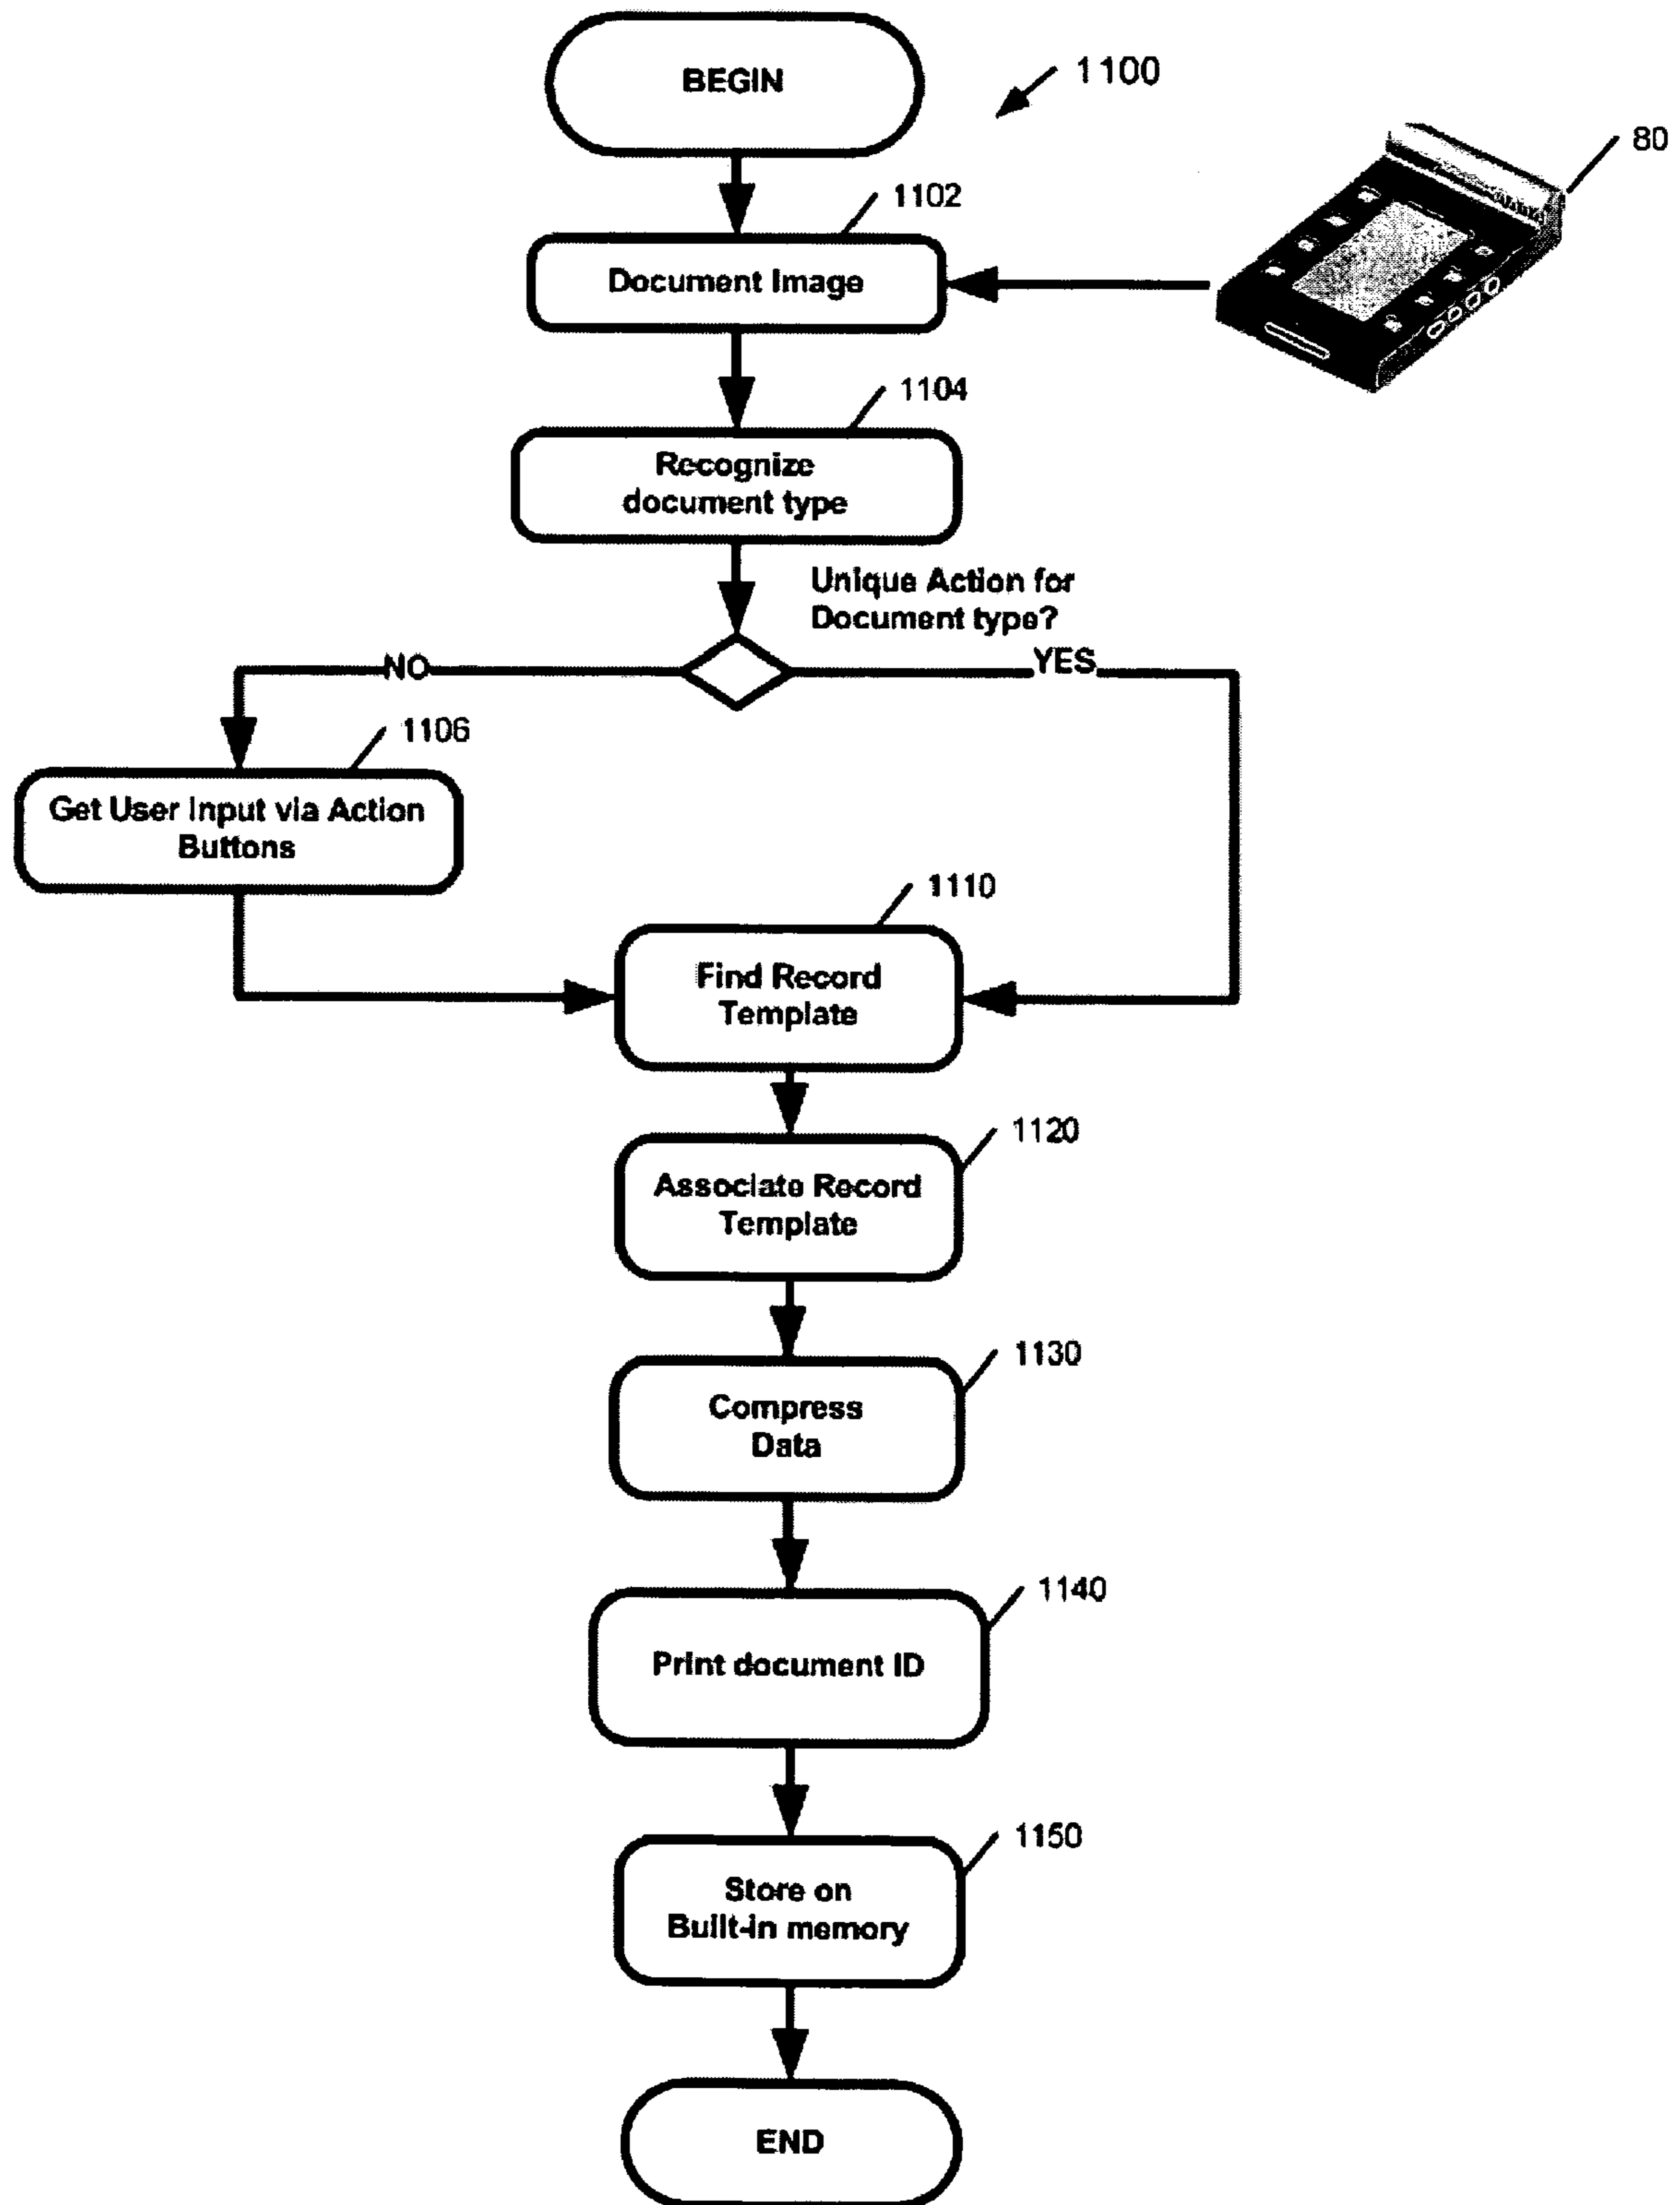 BEGIN
1100
80
1102
Document Image
1104
Recognize
document type
Unique Action for
Document type?
NO
YES
1106
Get User Input via Action
Buttons
1110
Find Record
Template
1120
Associate Record
Template
1130
Compress
Data
1140
Print document ID
1150
Store on
Built-in memory
END